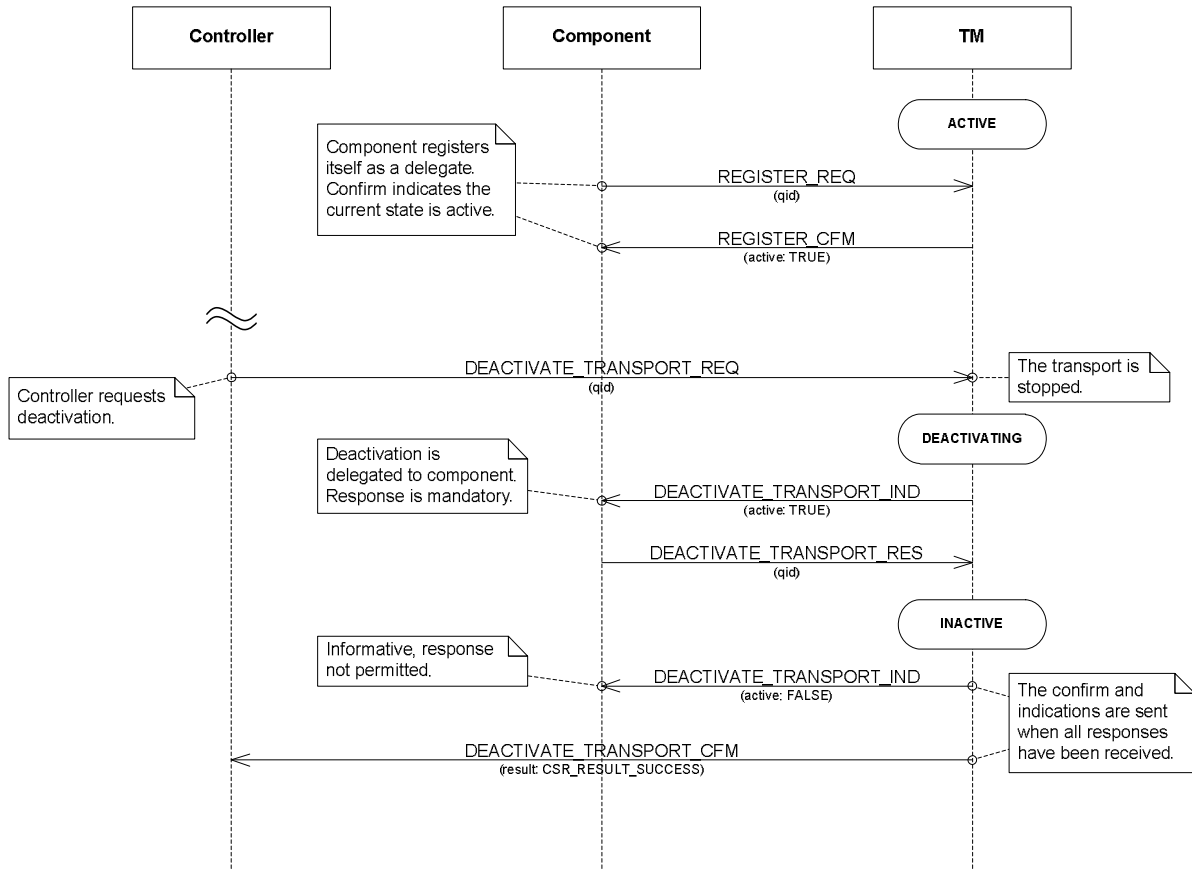 Controller
Component
TM
ACTIVE
Component registers
itself as a delegate.
Confirm indicates the
current state is active.
REGISTER_REQ
(qid)
REGISTER_CFM
(active: TRUE)
DEACTIVATE_TRANSPORT_REQ
(qid)
The transport is
stopped.
Controller requests
deactivation.
DEACTIVATING
Deactivation is
delegated to component.
Response is mandatory.
DEACTIVATE_TRANSPORT_IND
(active: TRUE)
DEACTIVATE_TRANSPORT_RES
(qid)
INACTIVE
Informative, response
not permitted.
DEACTIVATE_TRANSPORT_IND
(active: FALSE)
The confirm and
indications are sent
when all responses
have been received.
DEACTIVATE_TRANSPORT_CFM
(result: CSR_RESULT_SUCCESS)